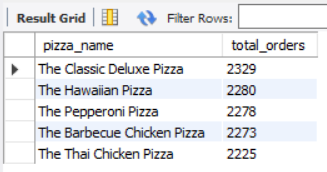 Result Grid Filter Rows:
pizza_name total_orders
The Classic Deluxe Pizza 2329
The Hawaiian Pizza 2280
The Pepperoni Pizza 2278
The Barbecue Chicken Pizza 2273
The Thai Chicken Pizza 2225